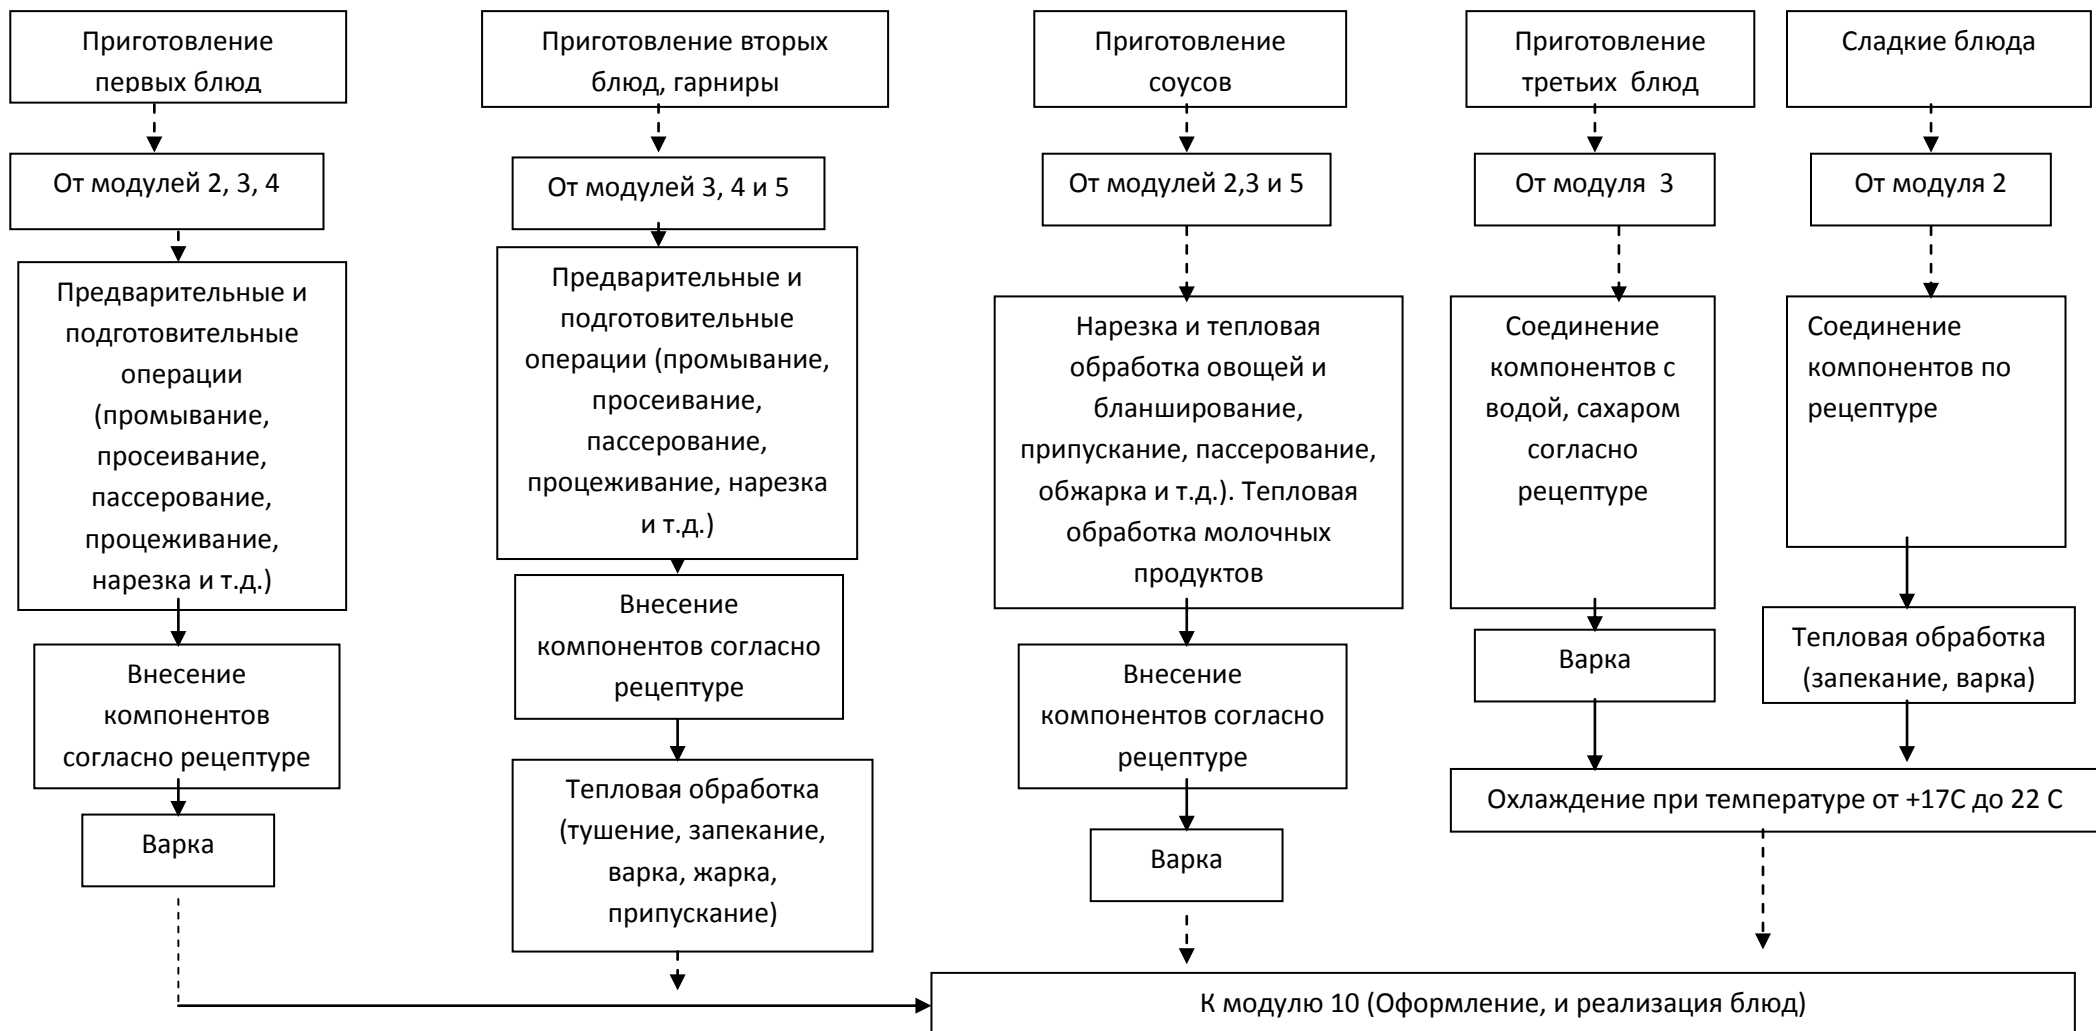 Приготовление
первых блюд
От модулей 2, 3, 4
Предварительные и
подготовительные
операции
(промывание,
просеивание,
пассерование,
процеживание,
нарезка и т.д.)
Внесение
компонентов
согласно рецептуре
Варка
Приготовление вторых
блюд, гарниры
От модулей 3, 4 и 5
Предварительные и
подготовительные
операции (промывание,
просеивание,
пассерование,
процеживание, нарезка
и т.д.)
Внесение
компонентов согласно
рецептуре
Тепловая обработка
(тушение, запекание,
варка, жарка,
припускание)
Приготовление
соусов
От модулей 2,3 и 5
Нарезка и тепловая
обработка овощей и
бланширование,
припускание, пассерование,
обжарка и т.д.). Тепловая
обработка молочных
продуктов
Внесение
компонентов согласно
рецептуре
Варка
Приготовление
третьих  блюд
От модуля  3
Соединение
компонентов с
водой, сахаром
согласно
рецептуре
Варка
Сладкие блюда
От модуля 2
Соединение
компонентов по
рецептуре
Тепловая обработка
(запекание, варка)
Охлаждение при температуре от +17С до 22 С
К модулю 10 (Оформление, и реализация блюд)